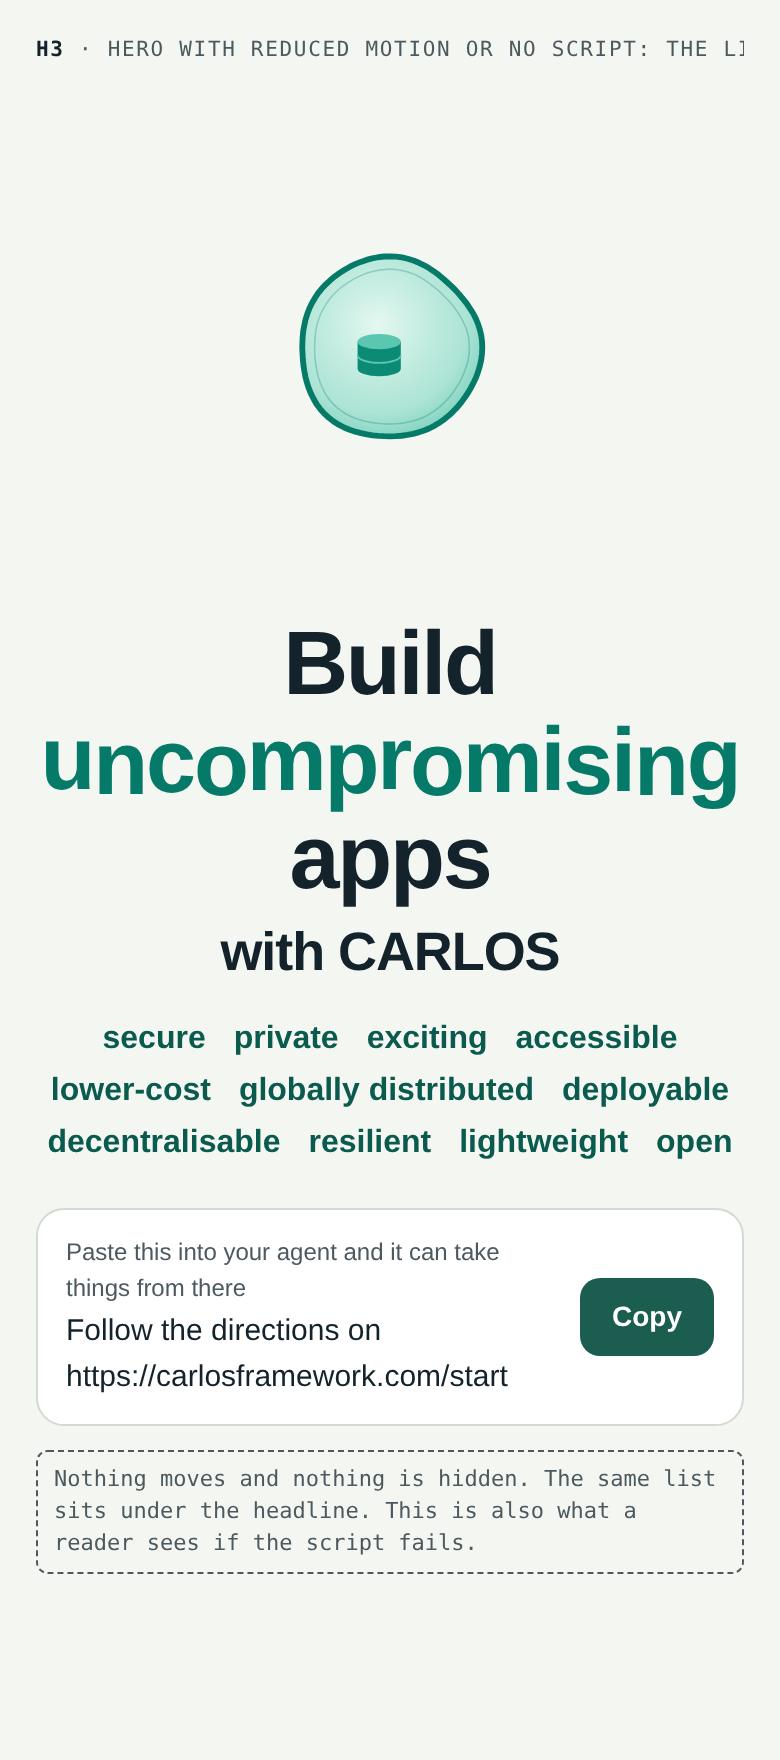 H3 · HERO WITH REDUCED MOTION OR NO SCRIPT: THE
Build
uncompromising
apps
with CARLOS
secure private exciting accessible
lower-cost globally distributed deployable
decentralisable resilient lightweight open
Paste this into your agent and it can take
things from there
Follow the directions on
https://carlosframework.com/start
Copy
Nothing moves and nothing is hidden. The same list
sits under the headline. This is also what a
reader sees if the script fails.